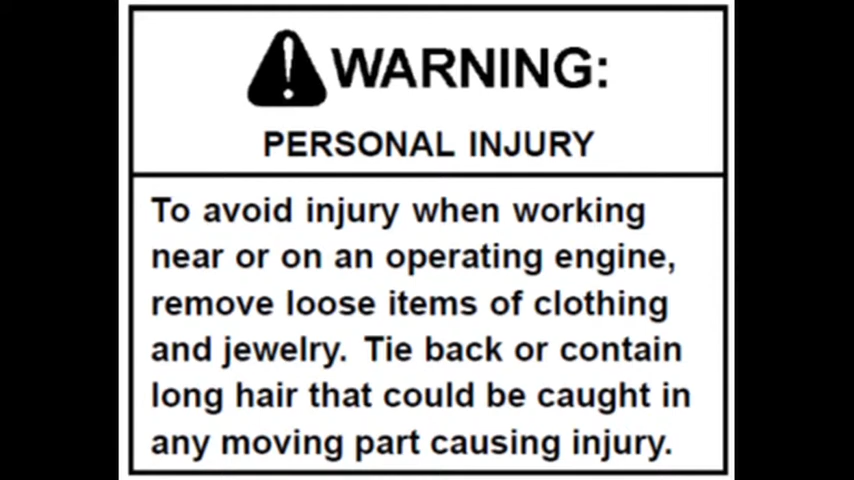 WARNING:
PERSONAL INJURY
To avoid injury when working
near or on an operating engine,
remove loose items of clothing
and jewelry. Tie back or contain
long hair that could be caught in
any moving part causing injury.